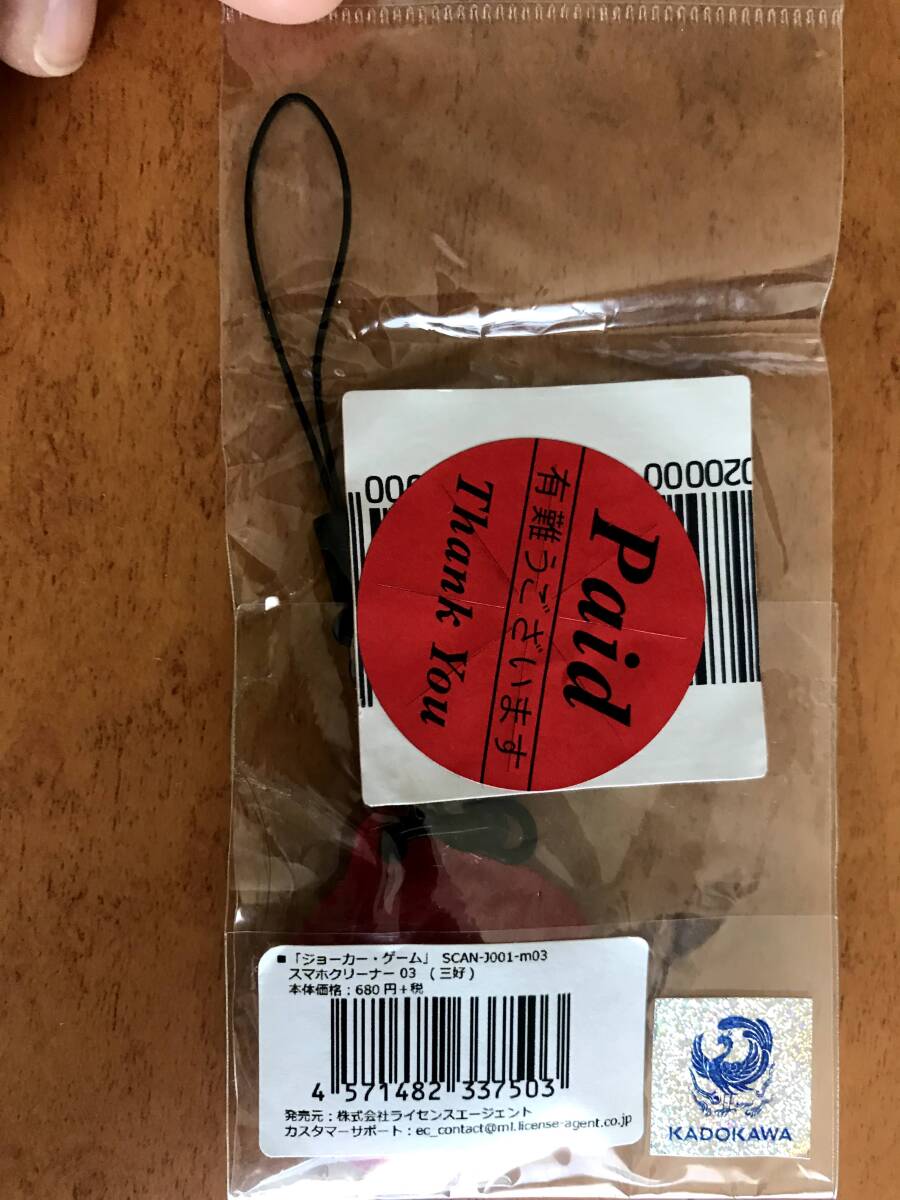 020000
000
Paid
有難うございます
Thank You
■「ジョーカー・ゲーム」 SCAN-J001-m03
スマホクリーナー 03 （三好）
本体価格：680円＋税
4 571482 337503
発売元：株式会社ライセンスエージェント
カスタマーサポート：ec_contact@ml.license-agent.co.jp
KADOKAWA